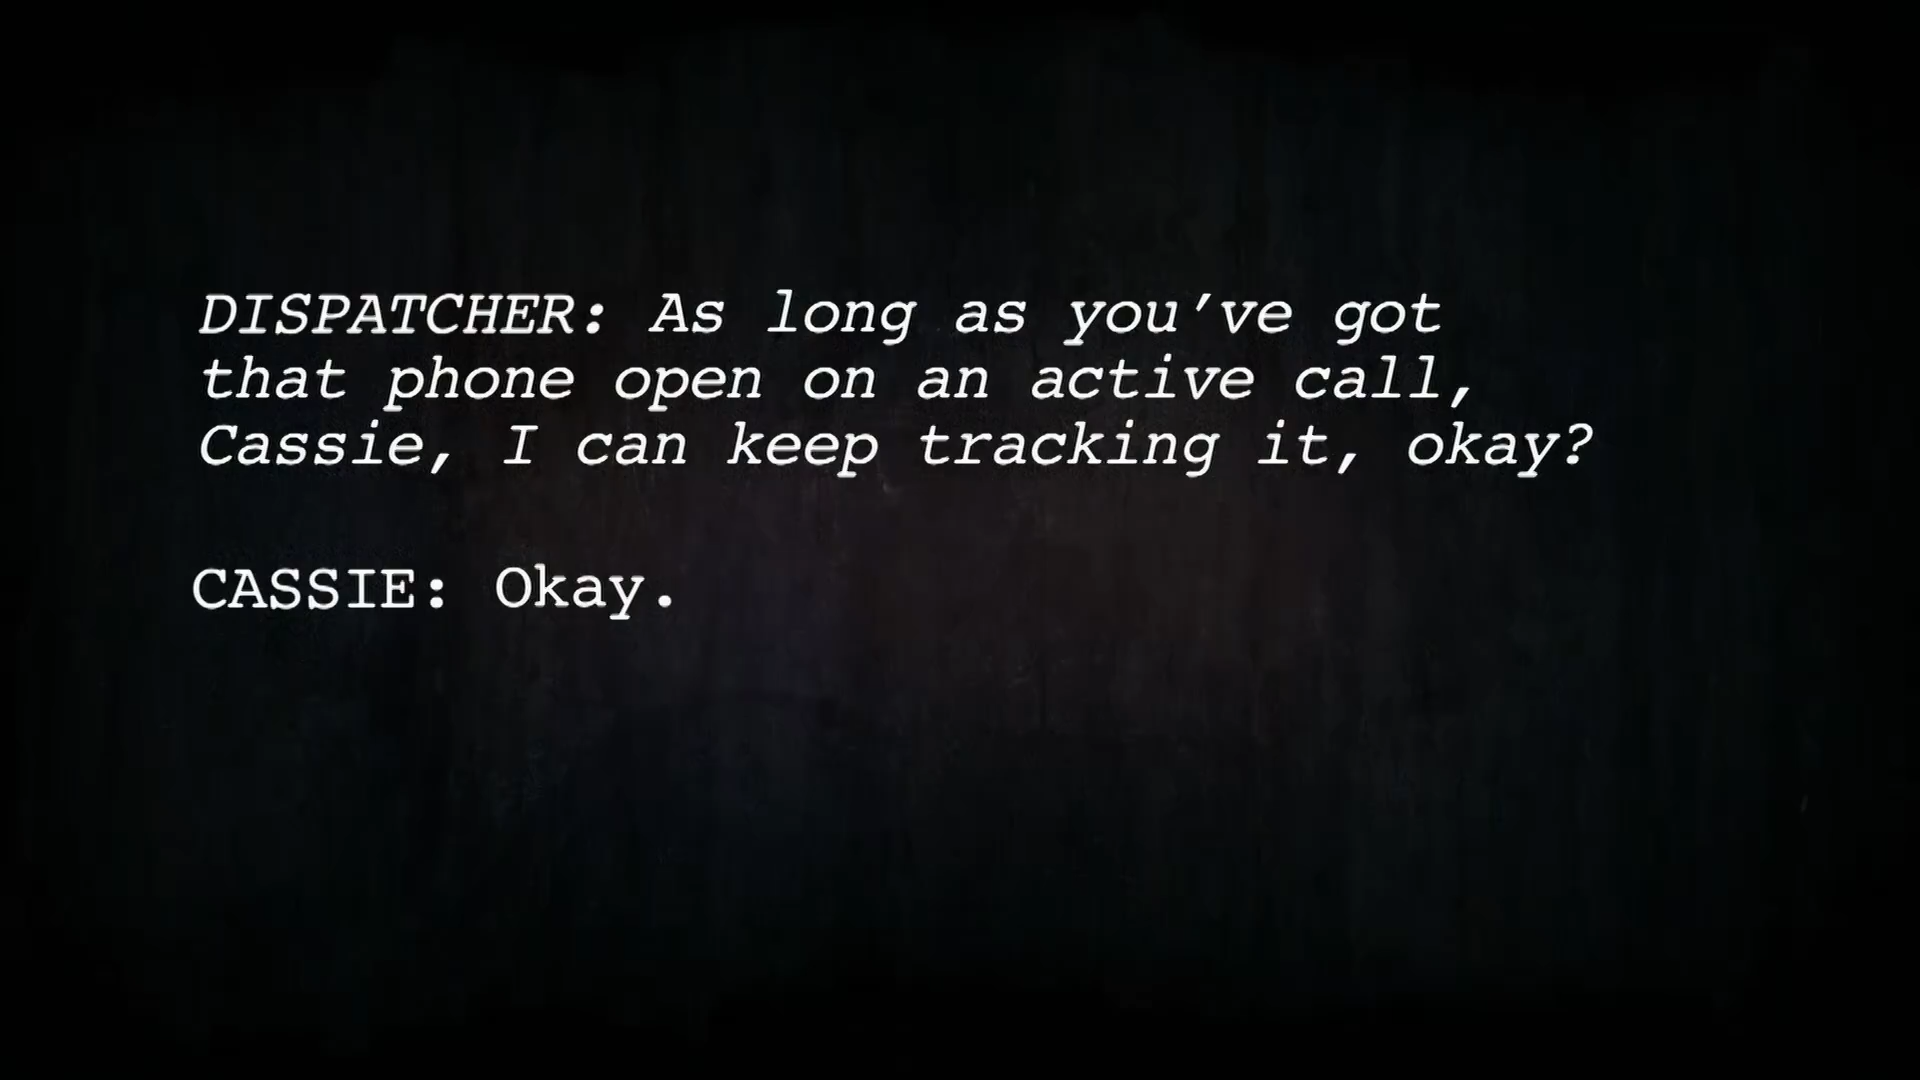 DISPATCHER: As long as you’ve got
that phone open on an active call,
Cassie, I can keep tracking it, okay?
CASSIE: Okay.